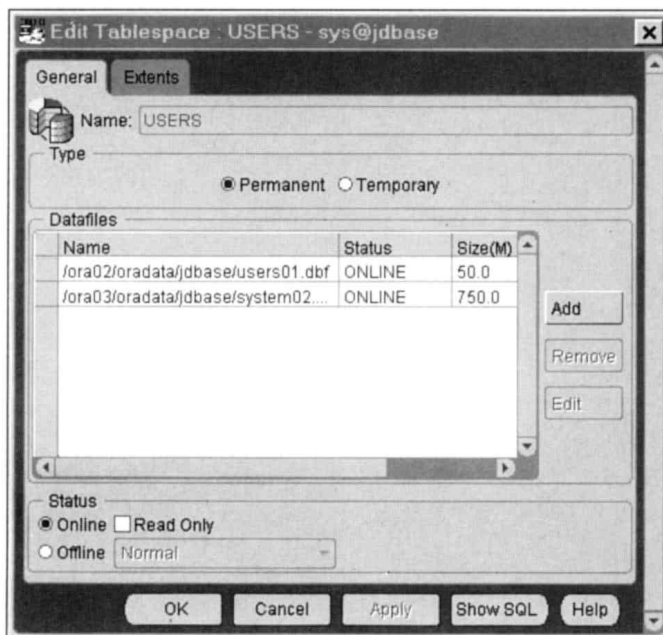 Edit Tablespace : USERS - sys@jdbase
General Extents
Name: USERS
Type
Permanent Temporary
Datafiles
Name Status Size(M)
/ora02/oradata/jdbase/users01.dbf ONLINE 50.0
/ora03/oradata/jdbase/system02.... ONLINE 750.0
Add
Remove
Edit
Status
Online Read Only
Offline Normal
OK Cancel Apply Show SQL Help